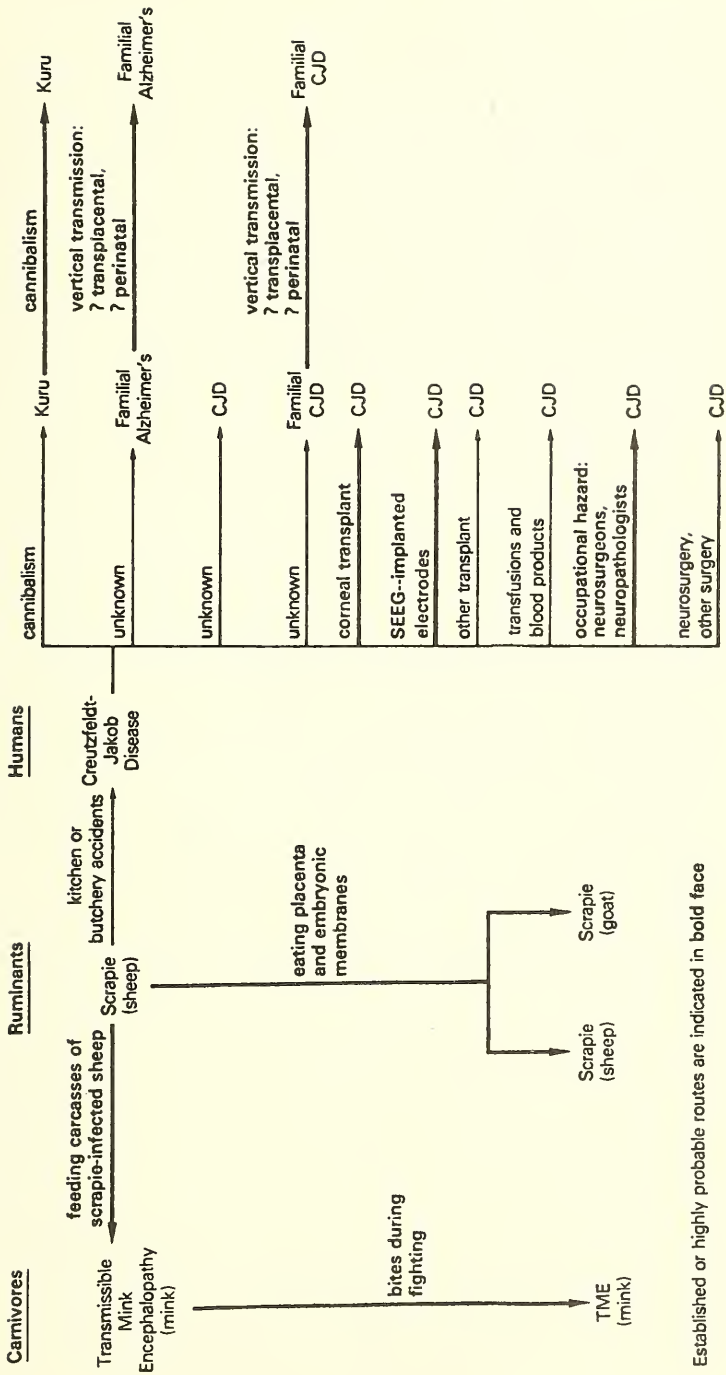 Carnivores
Ruminants
Humans
Transmissible
Mink
Encephalopathy
(mink)
feeding carcasses of
scrapio-infected sheep
Scrapie
(sheep)
kitchen or
butchery accidents
Creutzfeldt-
Jakob
Disease
bites during
fighting
TME
(mink)
eating placenta
and embryonic
membranes
Scrapie
(sheep)
Scrapie
(goat)
cannibalism
Kuru
cannibalism
Kuru
unknown
Familial
Alzheimer's
vertical transmission:
? transplacental,
? perinatal
Familial
Alzheimer's
unknown
CJD
unknown
Familial
CJD
vertical transmission:
? transplacental,
? perinatal
Familial
CJD
corneal transplant
CJD
SEEG--implanted
electrodes
CJD
other transplant
CJD
transfusions and
blood products
CJD
occupational hazard:
neurosurgeons,
neuropathologists
CJD
neurosurgery,
other surgery
CJD
Established or highly probable routes are indicated in bold face